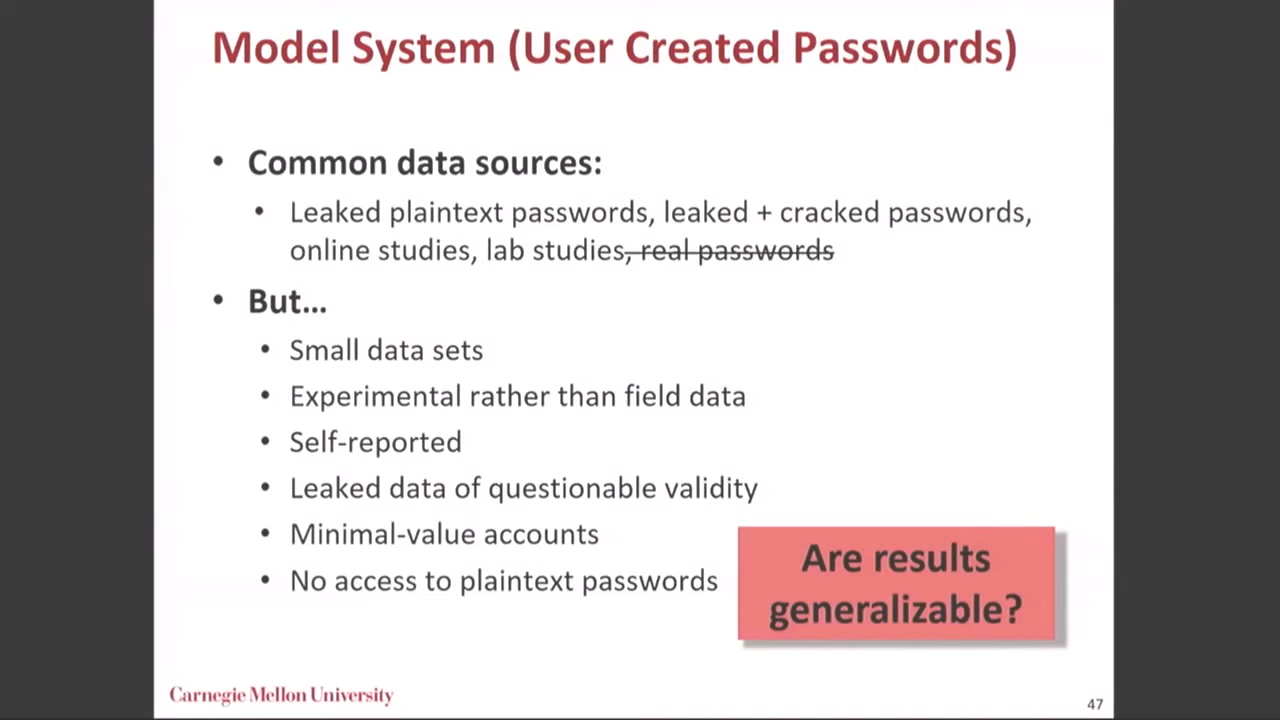 Model System (User Created Passwords)
• Common data sources:
• Leaked plaintext passwords, leaked + cracked passwords,
online studies, lab studies, real passwords
• But...
• Small data sets
• Experimental rather than field data
• Self-reported
• Leaked data of questionable validity
• Minimal-value accounts
• No access to plaintext passwords
Are results
generalizable?
Carnegie Mellon University
47